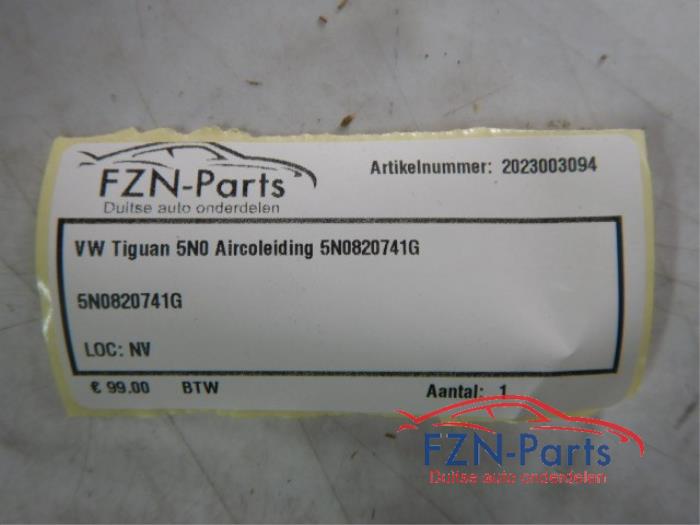 FZN-Parts
Duitse auto onderdelen
Artikelnummer: 2023003094
VW Tiguan 5N0 Aircoleiding 5N0820741G
5N0820741G
LOC: NV
€ 99.00 BTW Aantal: 1
FZN-Parts
Duitse auto onderdelen